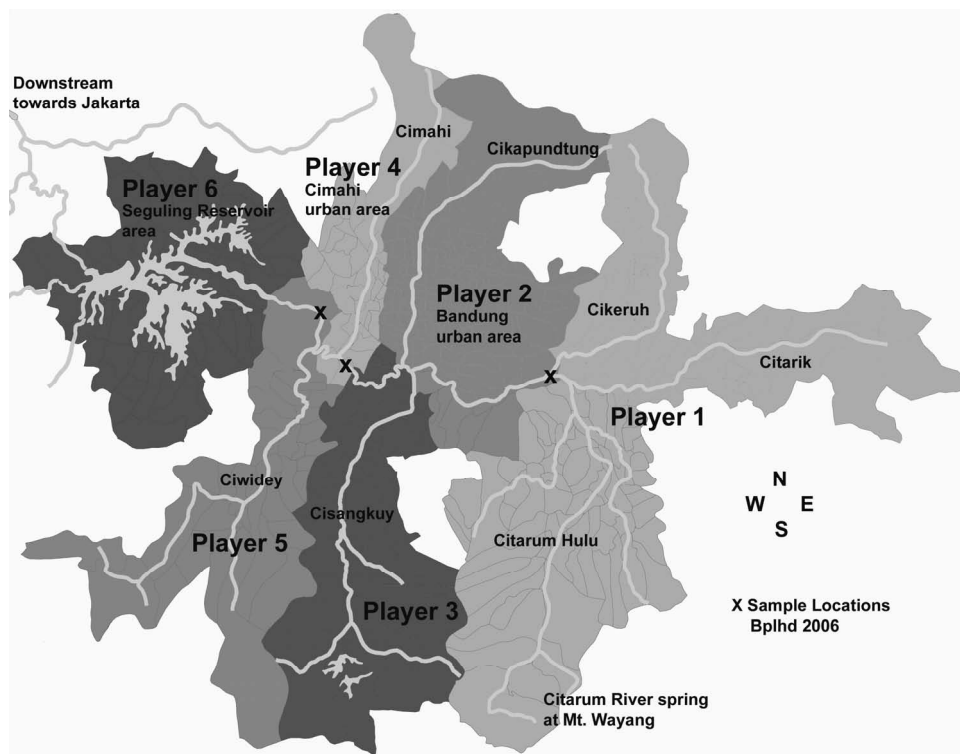 Downstream
towards Jakarta
Cimahi
Cikapundtung
Player 4
Cimahi
urban area
Player 6
Seguling Reservoir
area
X
Player 2
Bandung
urban area
Cikeruh
X
X
Citarik
Player 1
Ciwidey
Cisangkuy
Citarum Hulu
N
W E
S
Player 5
Player 3
X Sample Locations
Bplhd 2006
Citarum River spring
at Mt. Wayang